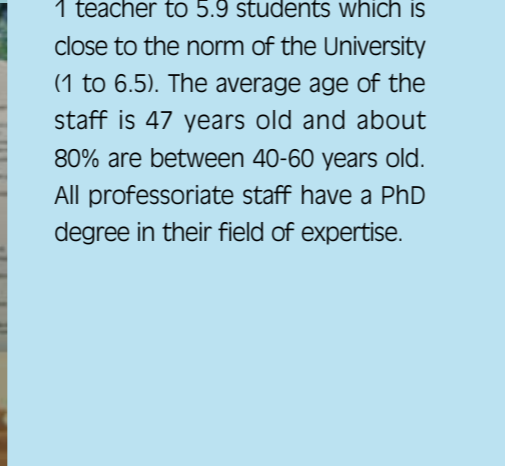 1 teacher to 5.9 students which is
close to the norm of the University
(1 to 6.5). The average age of the
staff is 47 years old and about
80% are between 40-60 years old.
All professoriate staff have a PhD
degree in their field of expertise.